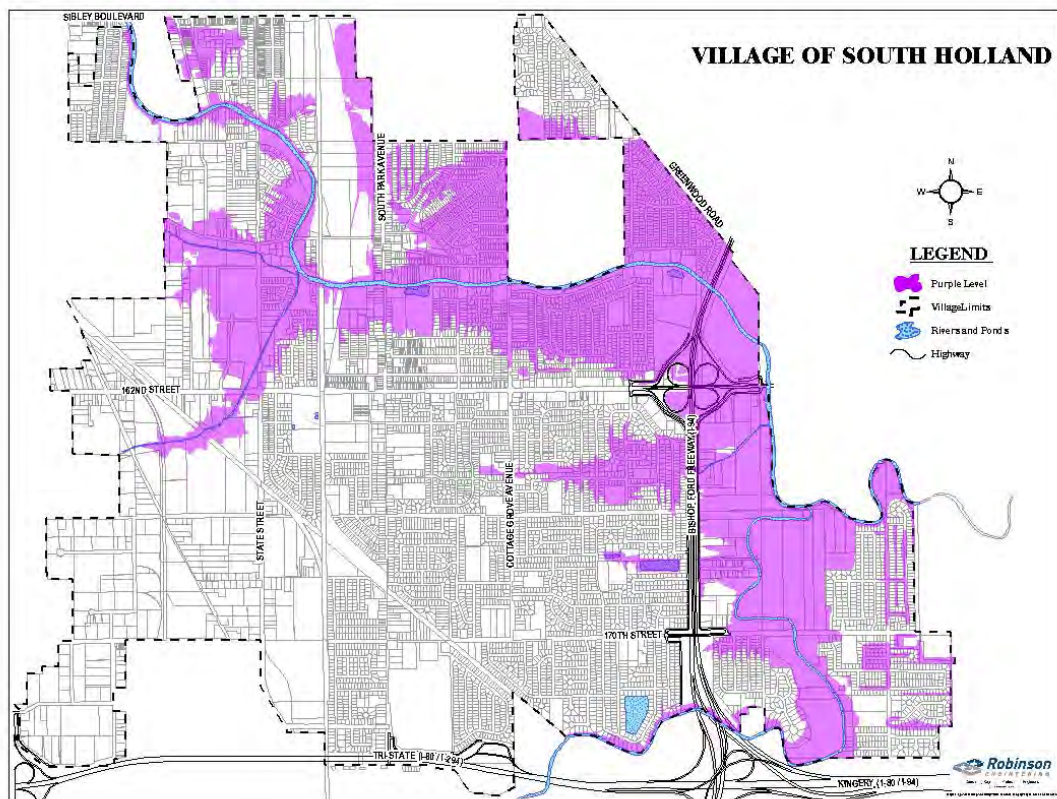 SIBLEY BOULEVARD
VILLAGE OF SOUTH HOLLAND
SOUTH PARK AVENUE
GREENWOOD ROAD
N
W
E
S
LEGEND
Purple Level
Village Limits
Rivers and Ponds
Highway
162ND STREET
BISHOP FORD FREEWAY (I-94)
COTTAGE GROVE AVENUE
STATE STREET
170TH STREET
TRI-STATE (I-80 / I-294)
KINGERY (I-80 / I-94)
Robinson
ENGINEERING